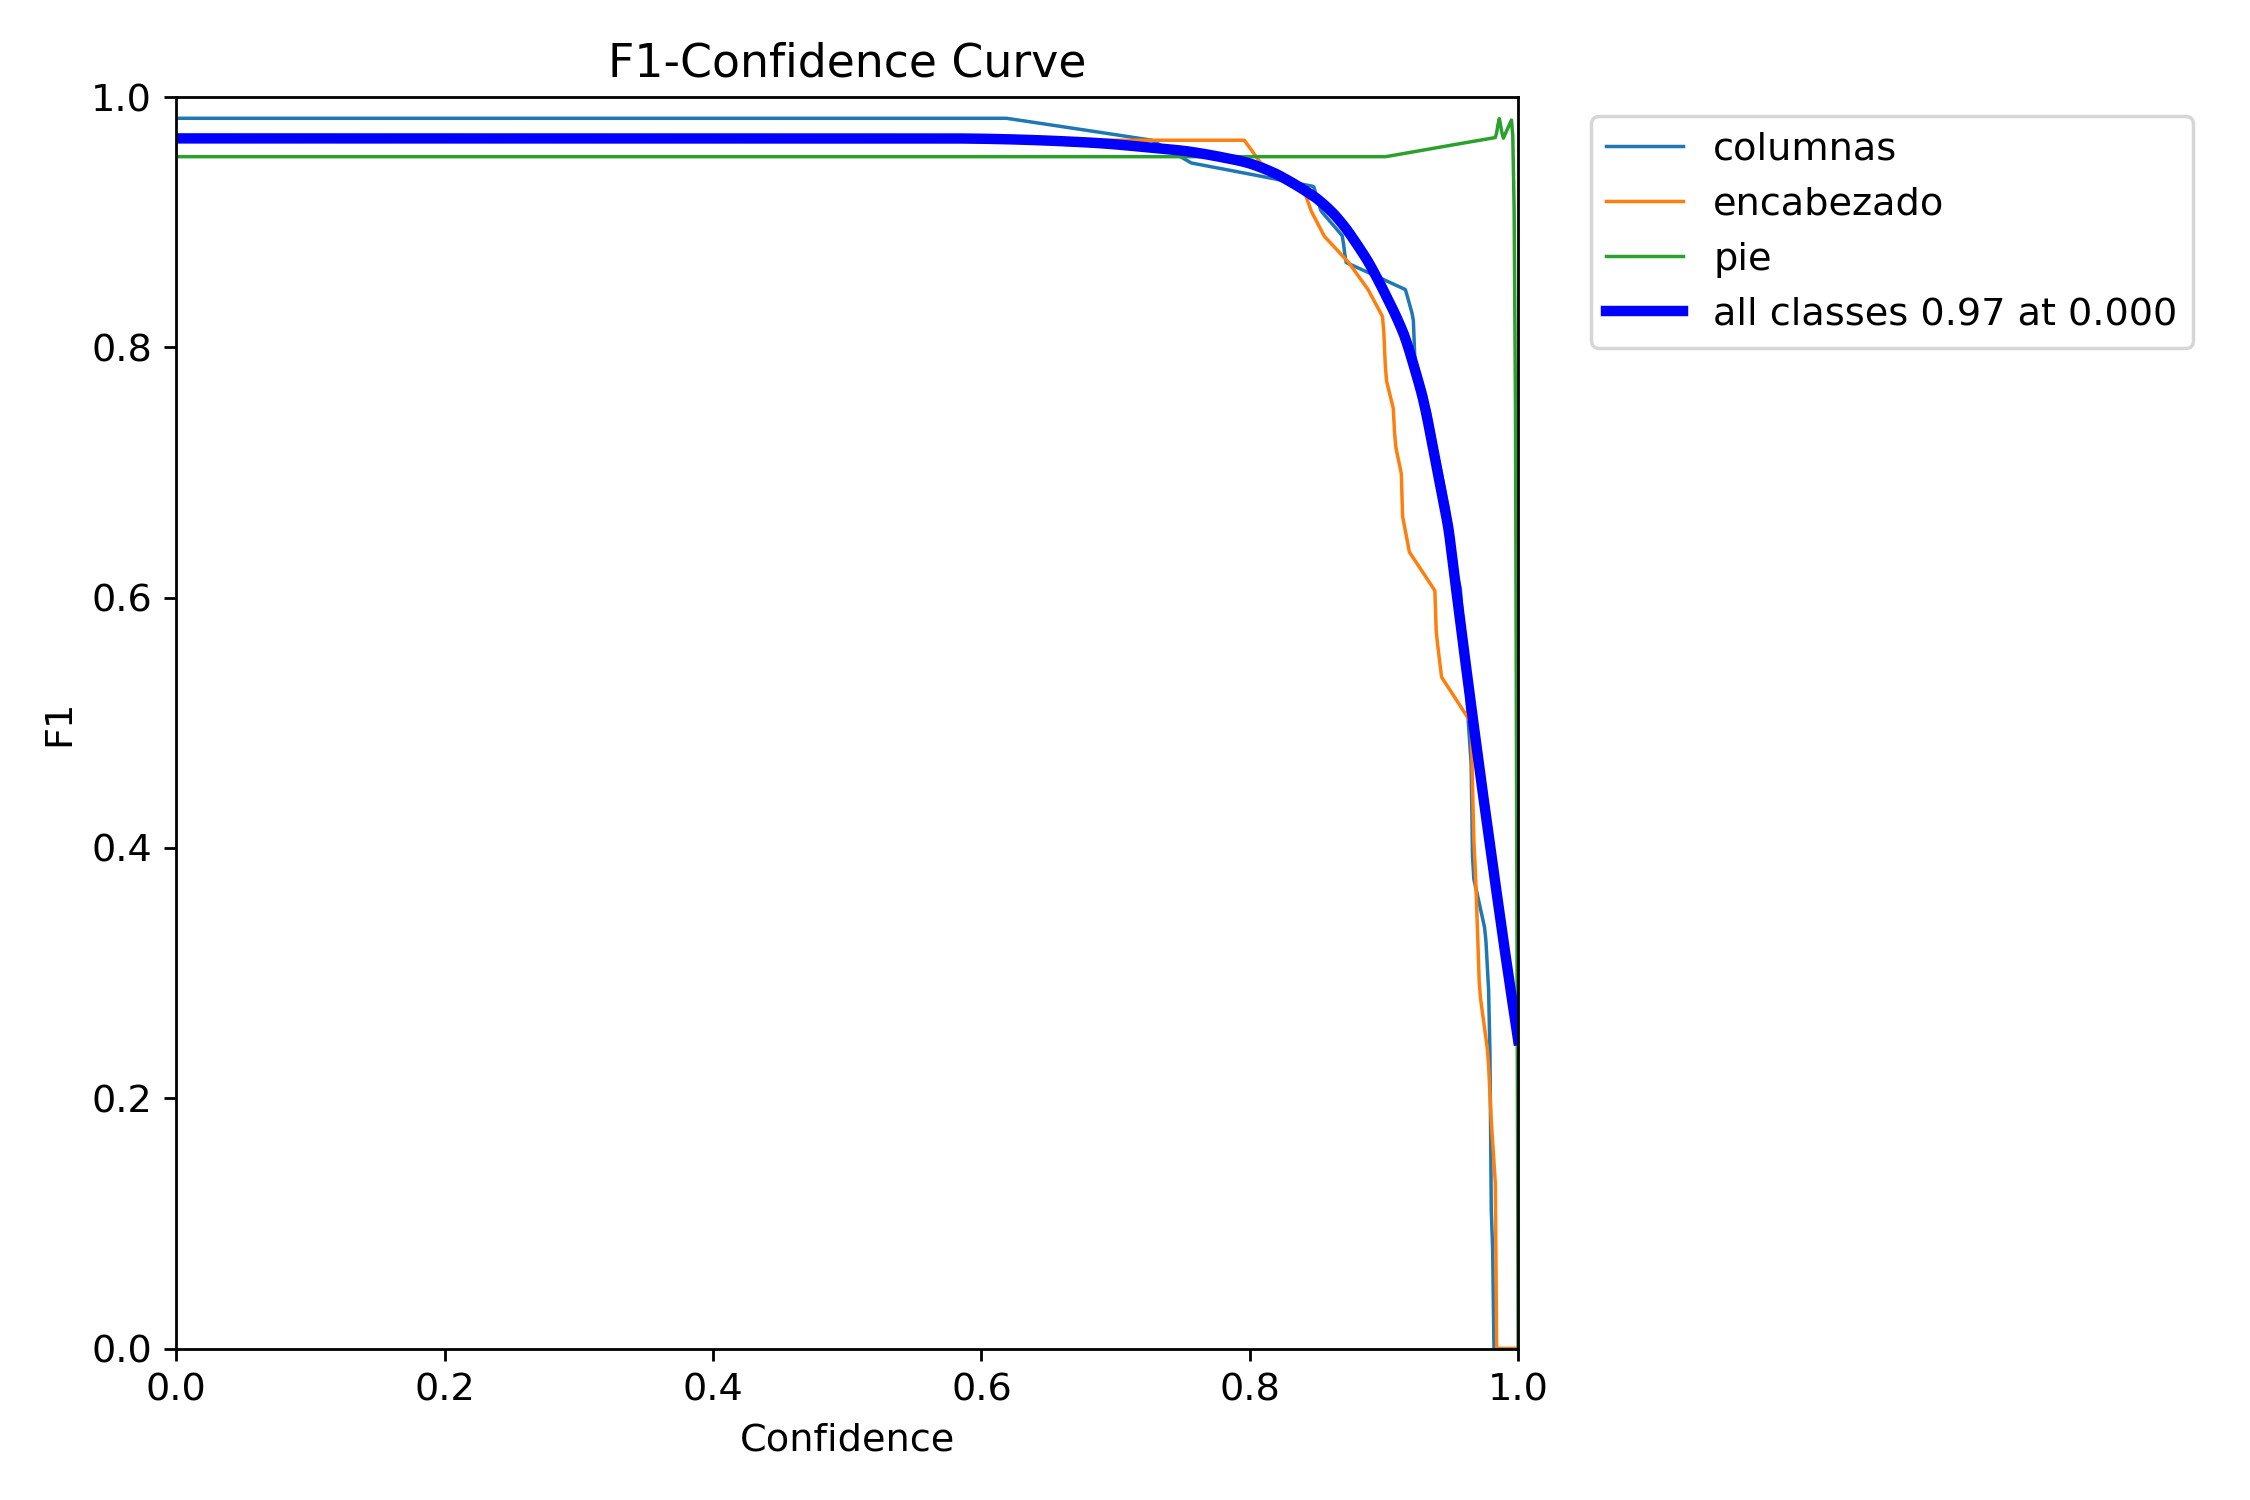 F1-Confidence Curve
1.0
0.8
0.6
0.4
0.2
0.0
F1
0.0 0.2 0.4 0.6 0.8 1.0
Confidence
columnas
encabezado
pie
all classes 0.97 at 0.000